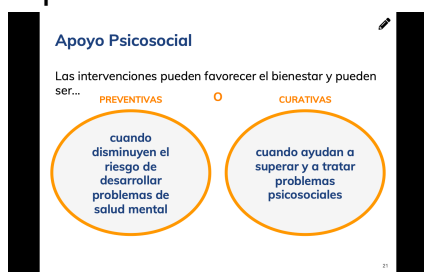 Apoyo Psicosocial
Las intervenciones pueden favorecer el bienestar y pueden
ser...
PREVENTIVAS
O
CURATIVAS
cuando
disminuyen el
riesgo de
desarrollar
problemas de
salud mental
cuando ayudan a
superar y a tratar
problemas
psicosociales
21